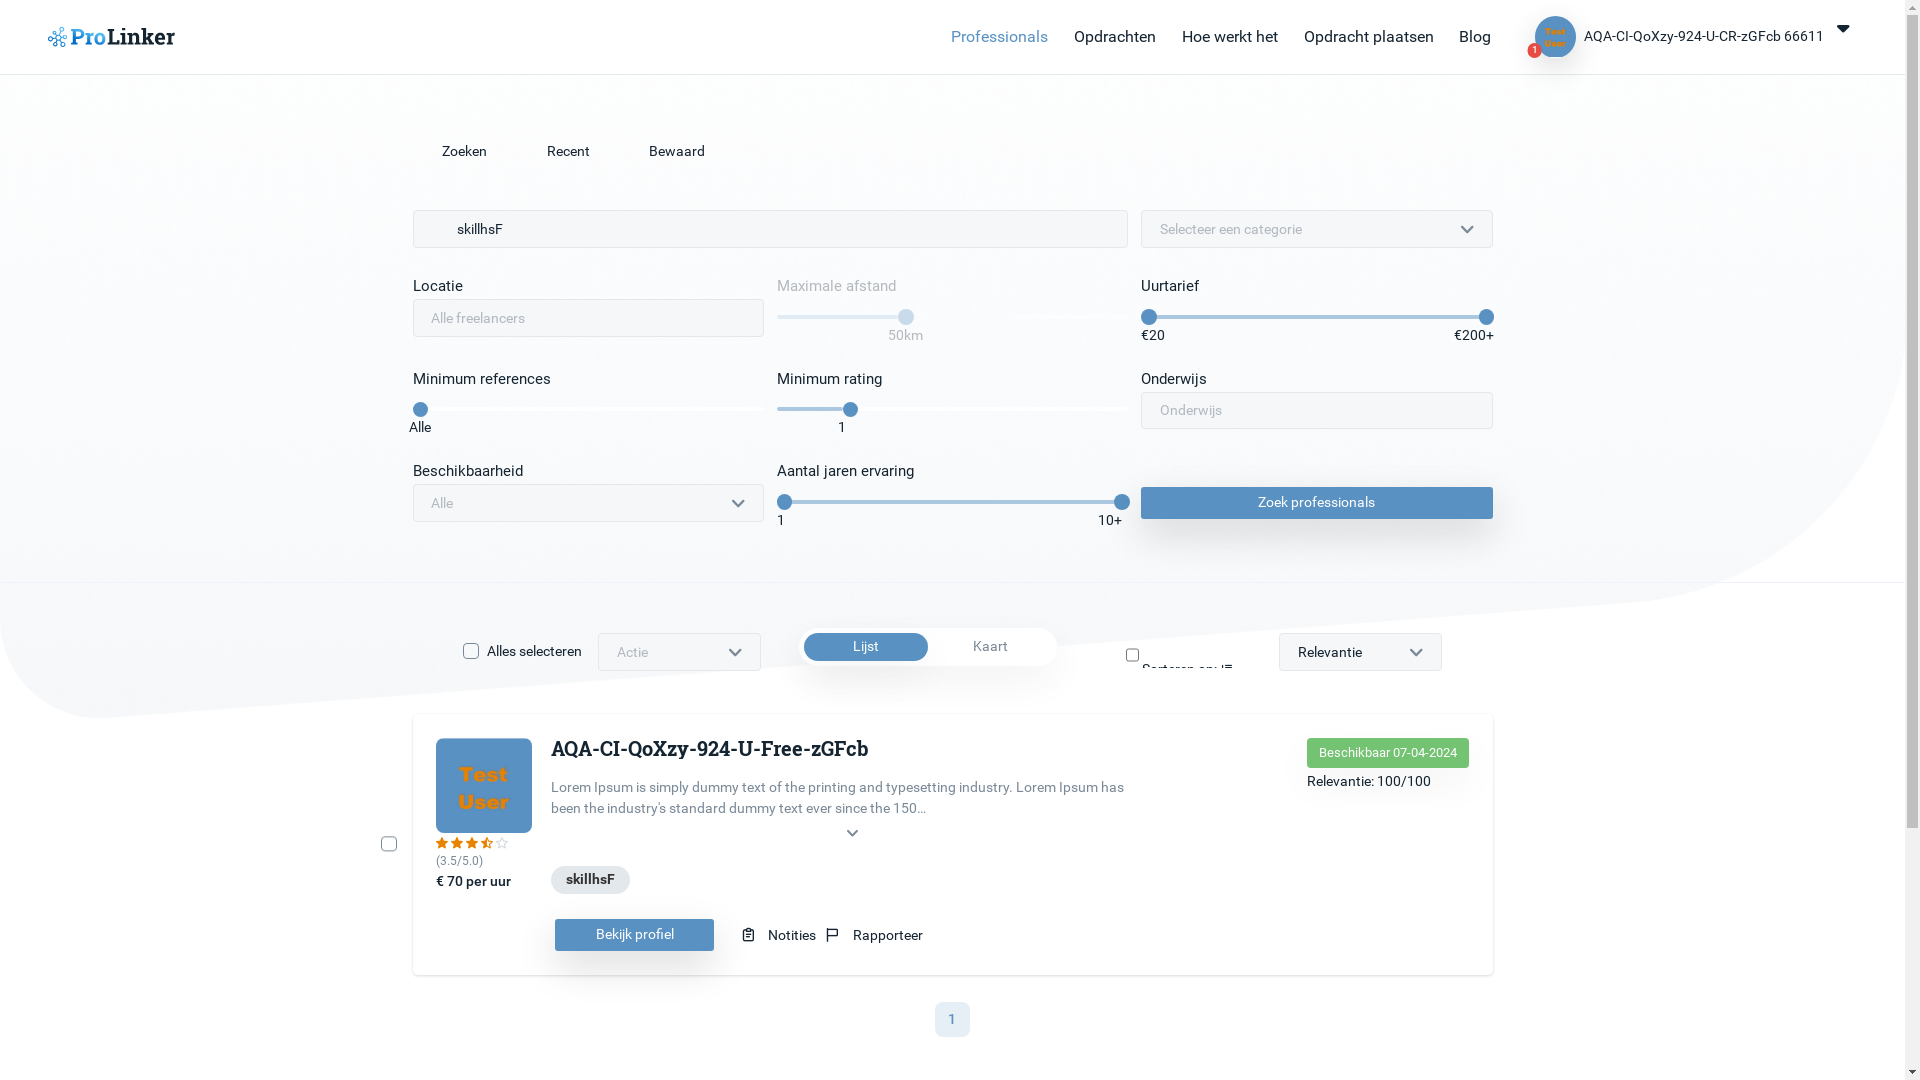 ProLinker
Professionals
Opdrachten
Hoe werkt het
Opdracht plaatsen
Blog
Test
User
1
AQA-CI-QoXzy-924-U-CR-zGFcb 66611
Zoeken
Recent
Bewaard
skillhsF
Selecteer een categorie
Locatie
Alle freelancers
Maximale afstand
50km
Uurtarief
€20
€200+
Minimum references
Alle
Minimum rating
1
Onderwijs
Onderwijs
Beschikbaarheid
Alle
Aantal jaren ervaring
1
10+
Zoek professionals
Alles selecteren
Actie
Lijst
Kaart
Sorteren op:
Relevantie
Test
User
(3.5/5.0)
€ 70 per uur
AQA-CI-QoXzy-924-U-Free-zGFcb
Lorem Ipsum is simply dummy text of the printing and typesetting industry. Lorem Ipsum has
been the industry's standard dummy text ever since the 150...
skillhsF
Bekijk profiel
Notities
Rapporteer
Beschikbaar 07-04-2024
Relevantie: 100/100
1